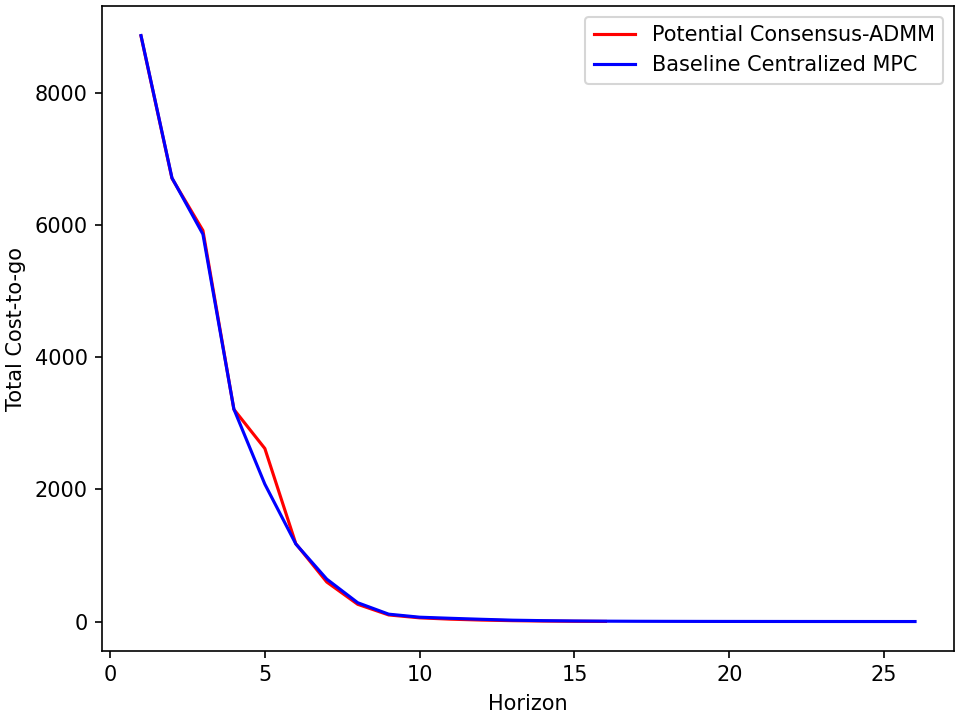 Potential Consensus-ADMM
Baseline Centralized MPC
Total Cost-to-go
8000
6000
4000
2000
0
0 5 10 15 20 25
Horizon